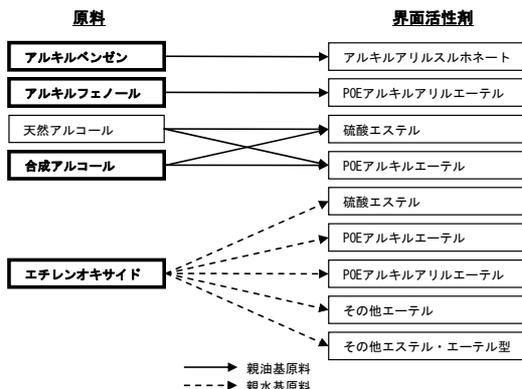 原料
界面活性剤
アルキルベンゼン
アルキルアリルスルホネート
アルキルフェノール
POEアルキルアリルエーテル
天然アルコール
硫酸エステル
合成アルコール
POEアルキルエーテル
硫酸エステル
POEアルキルエーテル
エチレンオキサイド
POEアルキルアリルエーテル
その他エーテル
その他エステル・エーテル型
親油基原料
親水基原料